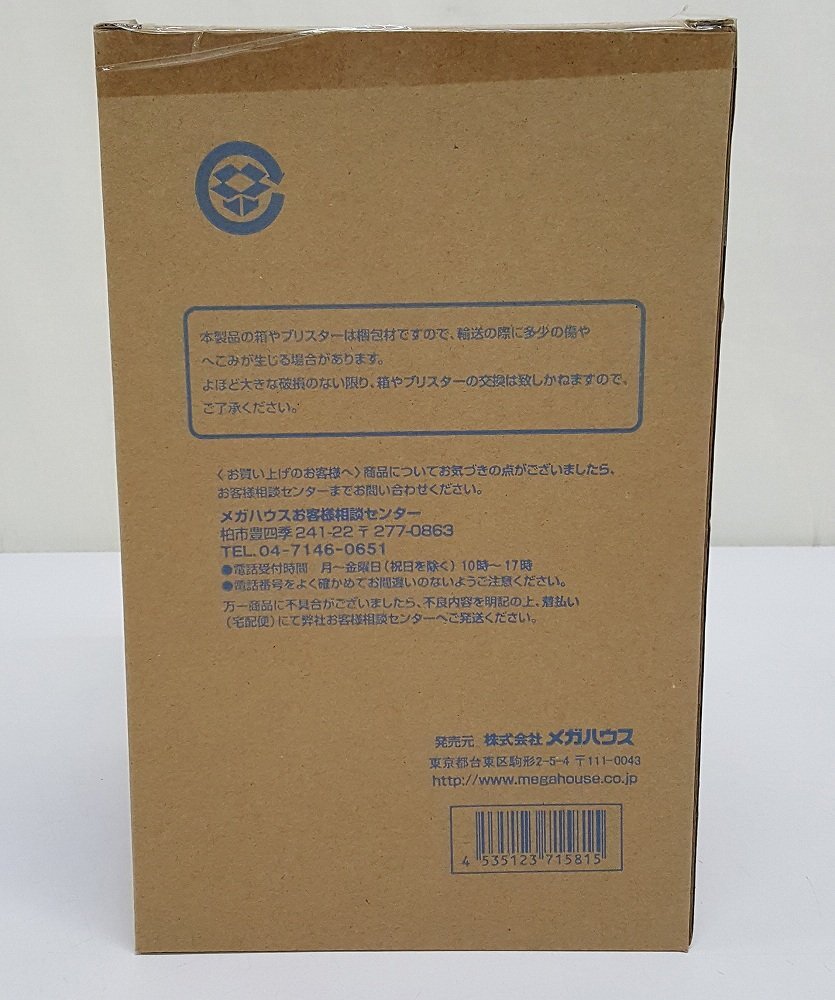 本製品の箱やブリスターは梱包材ですので、輸送の際に多少の傷や
へこみが生じる場合があります。
よほど大きな破損のない限り、箱やブリスターの交換は致しかねますので、
ご了承ください。
〈お買い上げのお客様へ〉商品についてお気づきの点がございましたら、
お客様相談センターまでお問い合わせください。
メガハウスお客様相談センター
柏市豊四季241-22 〒277-0863
TEL.04-7146-0651
●電話受付時間 月～金曜日(祝日を除く)10時～17時
●電話番号をよく確かめてお間違いのないようご注意ください。
万一商品に不具合がございましたら、不良内容を明記の上、着払い
(宅配便)にて弊社お客様相談センターへご発送ください。
発売元 株式会社メガハウス
東京都台東区駒形2-5-4 〒111-0043
http://www.megahouse.co.jp
4 535123 715815